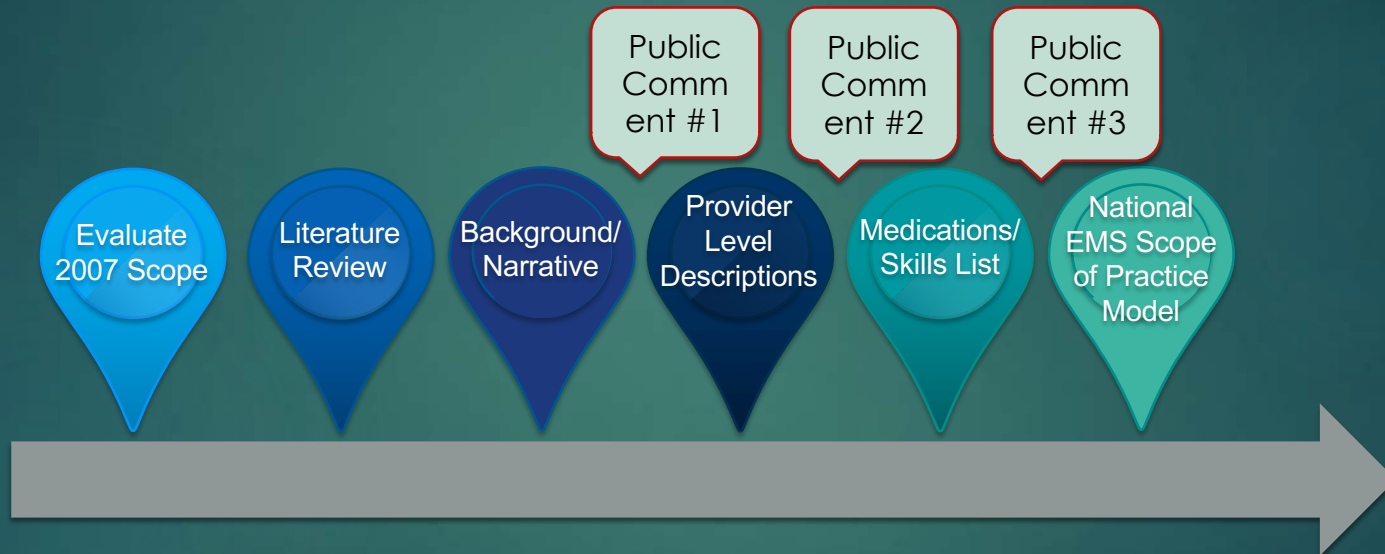 Public
Comm
ent #1
Public
Comm
ent #2
Public
Comm
ent #3
Evaluate
2007 Scope
Literature
Review
Background/
Narrative
Provider
Level
Descriptions
Medications/
Skills List
National
EMS Scope
of Practice
Model